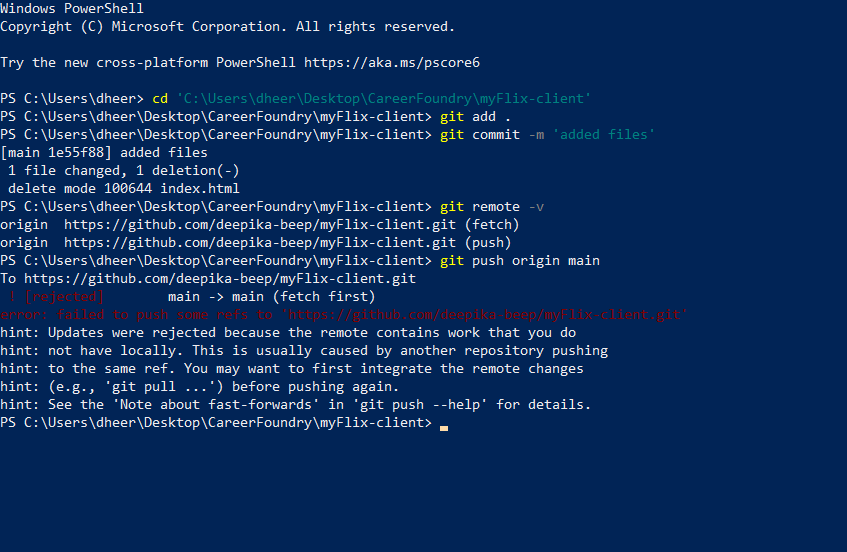 Windows PowerShell
Copyright (C) Microsoft Corporation. All rights reserved.
Try the new cross-platform PowerShell https://aka.ms/pscore6
PS C:\Users\dheer> cd 'C:\Users\dheer\Desktop\CareerFoundry\myFlix-client'
PS C:\Users\dheer\Desktop\CareerFoundry\myFlix-client> git add .
PS C:\Users\dheer\Desktop\CareerFoundry\myFlix-client> git commit -m 'added files'
[main 1e55f88] added files
 1 file changed, 1 deletion(-)
 delete mode 100644 index.html
PS C:\Users\dheer\Desktop\CareerFoundry\myFlix-client> git remote -v
origin  https://github.com/deepika-beep/myFlix-client.git (fetch)
origin  https://github.com/deepika-beep/myFlix-client.git (push)
PS C:\Users\dheer\Desktop\CareerFoundry\myFlix-client> git push origin main
To https://github.com/deepika-beep/myFlix-client.git
 ! [rejected]        main -> main (fetch first)
error: failed to push some refs to 'https://github.com/deepika-beep/myFlix-client.git'
hint: Updates were rejected because the remote contains work that you do
hint: not have locally. This is usually caused by another repository pushing
hint: to the same ref. You may want to first integrate the remote changes
hint: (e.g., 'git pull ...') before pushing again.
hint: See the 'Note about fast-forwards' in 'git push --help' for details.
PS C:\Users\dheer\Desktop\CareerFoundry\myFlix-client>